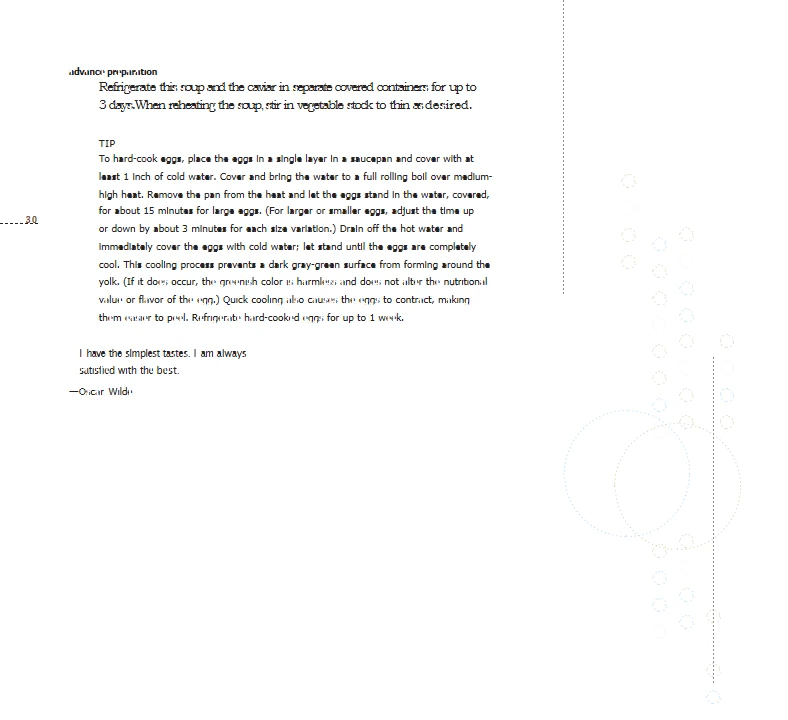 advance preparation
Refrigerate this soup and the caviar in separate covered containers for up to
3 days. When reheating the soup, stir in vegetable stock to thin as desired.
TIP
To hard-cook eggs, place the eggs in a single layer in a saucepan and cover with at
least 1 inch of cold water. Cover and bring the water to a full rolling boil over medium-
high heat. Remove the pan from the heat and let the eggs stand in the water, covered,
for about 15 minutes for large eggs. (For larger or smaller eggs, adjust the time up
30
or down by about 3 minutes for each size variation.) Drain off the hot water and
immediately cover the eggs with cold water; let stand until the eggs are completely
cool. This cooling process prevents a dark gray-green surface from forming around the
yolk. (If it does occur, the greenish color is harmless and does not alter the nutritional
value or flavor of the egg.) Quick cooling also causes the eggs to contract, making
them easier to peel. Refrigerate hard-cooked eggs for up to 1 week.
I have the simplest tastes. I am always
satisfied with the best.
—Oscar Wilde